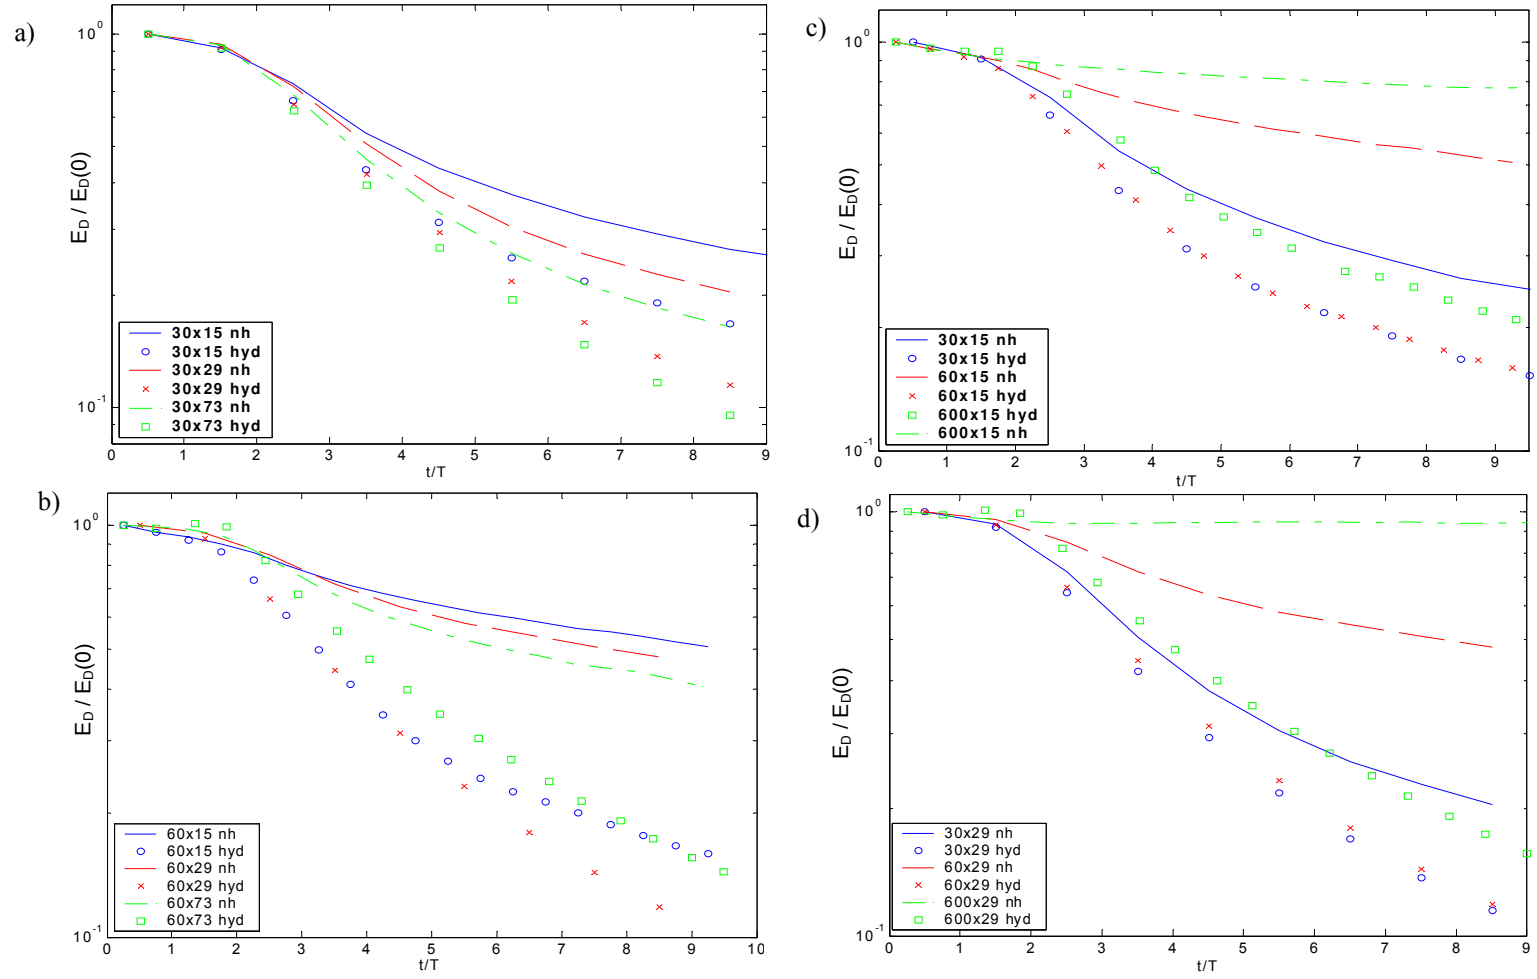 a)
10^0
10^-1
E_D / E_D(0)
30x15 nh
30x15 hyd
30x29 nh
30x29 hyd
30x73 nh
30x73 hyd
0 1 2 3 4 5 6 7 8 9
t/T
c)
10^0
10^-1
E_D / E_D(0)
30x15 nh
30x15 hyd
60x15 nh
60x15 hyd
600x15 hyd
600x15 nh
0 1 2 3 4 5 6 7 8 9
t/T
b)
10^0
10^-1
E_D / E_D(0)
60x15 nh
60x15 hyd
60x29 nh
60x29 hyd
60x73 nh
60x73 hyd
0 1 2 3 4 5 6 7 8 9 10
t/T
d)
10^0
10^-1
E_D / E_D(0)
30x29 nh
30x29 hyd
60x29 nh
60x29 hyd
600x29 nh
600x29 hyd
0 1 2 3 4 5 6 7 8 9
t/T